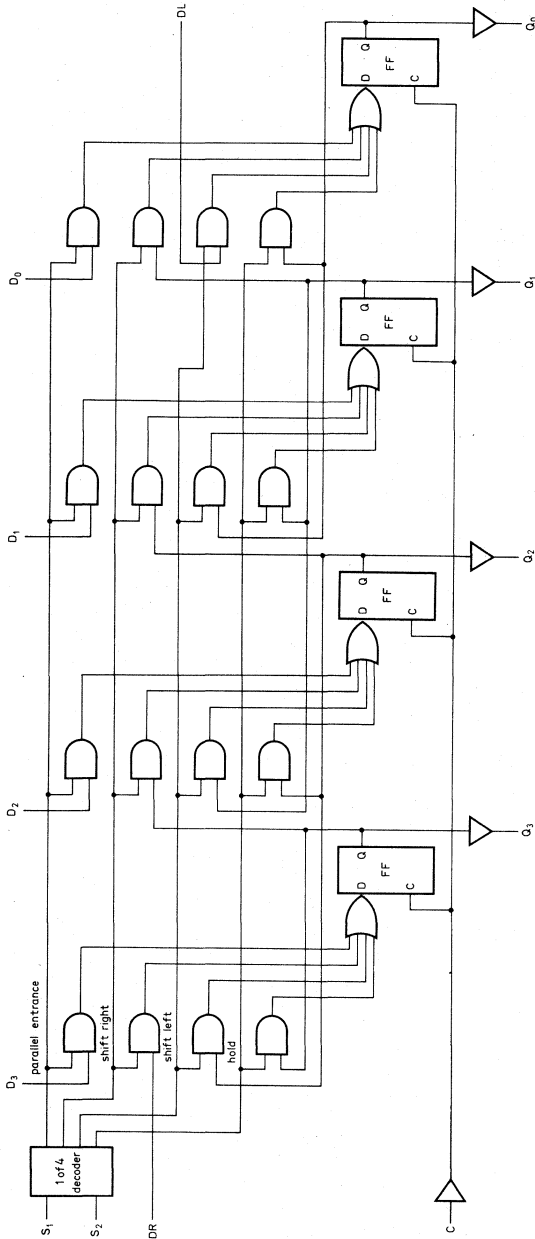 D₃
D₂
D₁
D₀
DL
parallel entrance
shift right
shift left
hold
1 of 4
decoder
S₁
S₂
DR
D
Q
FF
C
D
Q
FF
C
D
Q
FF
C
D
Q
FF
C
C
Q₃
Q₂
Q₁
Q₀